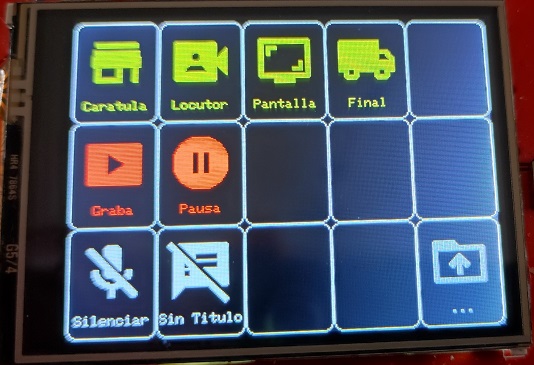 Caratula
Locutor
Pantalla
Final
Graba
Pausa
Silenciar
Sin Titulo
...